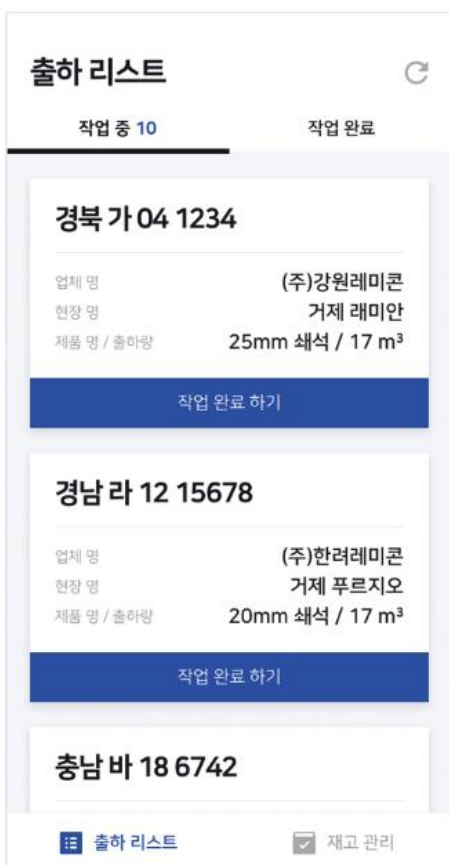 출하 리스트
작업 중 10 작업 완료
경북 가 04 1234
업체 명 (주)강원레미콘
현장 명 거제 래미안
제품 명 / 출하량 25mm 쇄석 / 17 m³
작업 완료 하기
경남 라 12 15678
업체 명 (주)한려레미콘
현장 명 거제 푸르지오
제품 명 / 출하량 20mm 쇄석 / 17 m³
작업 완료 하기
충남 바 18 6742
출하 리스트 재고 관리